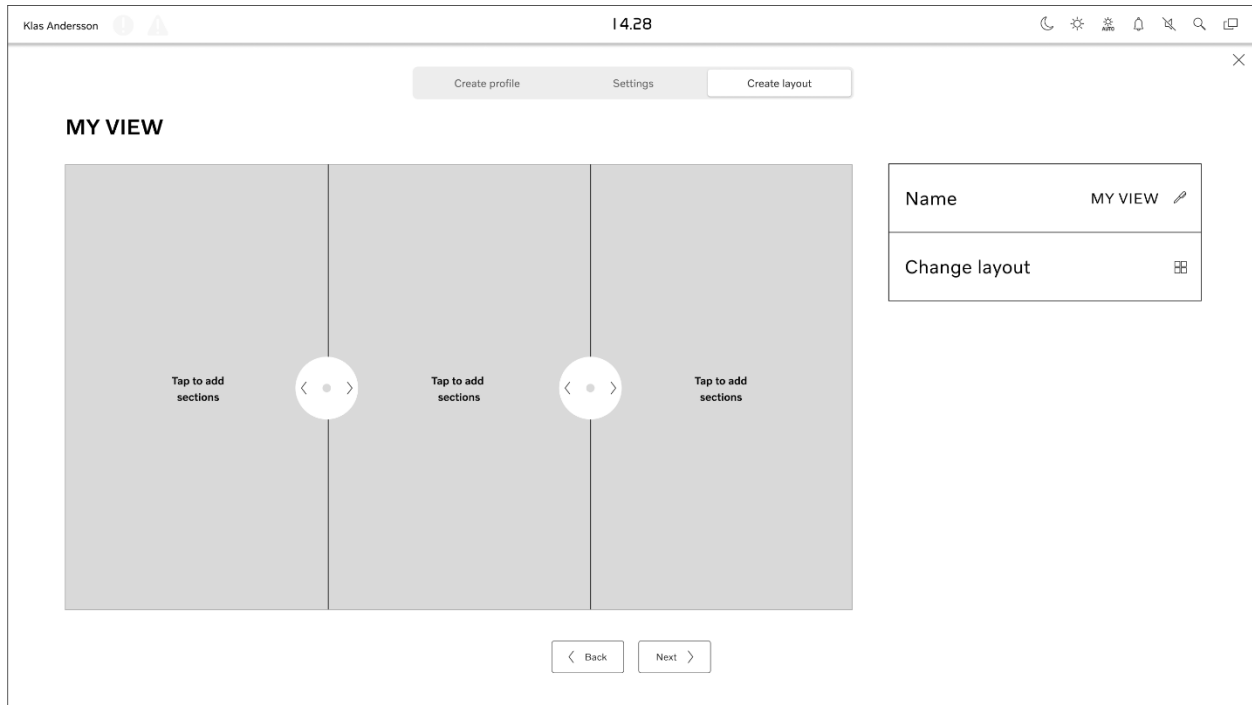 Klas Andersson
14.28
AUTO
Create profile
Settings
Create layout
MY VIEW
Name
MY VIEW
Change layout
Tap to add
sections
Tap to add
sections
Tap to add
sections
Back
Next